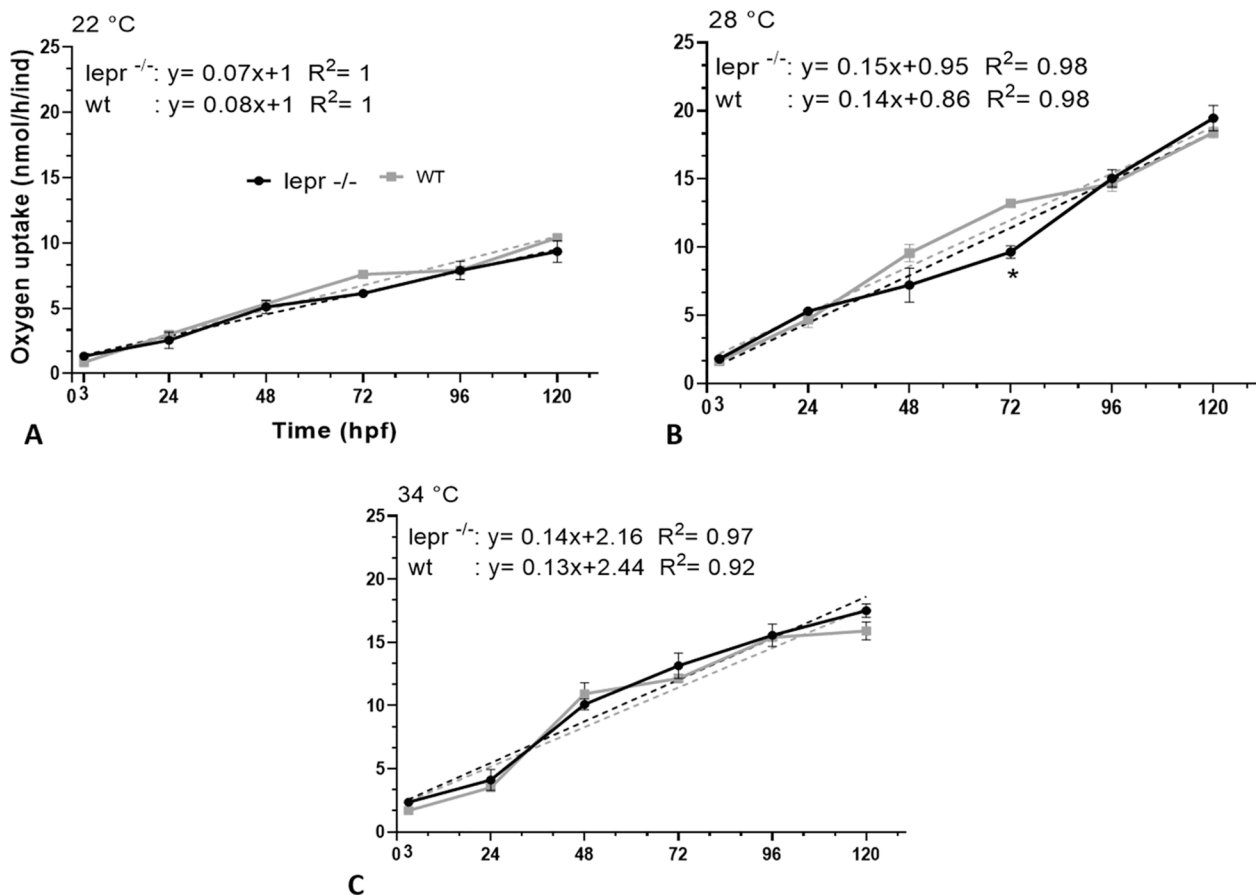 22 °C
25
lepr -/-: y= 0.07x+1 R²= 1
20
wt : y= 0.08x+1 R²= 1
15
lepr -/- WT
10
5
0
0 3 24 48 72 96 120
Time (hpf)
Oxygen uptake (nmol/h/ind)
A
28 °C
25
lepr -/-: y= 0.15x+0.95 R²= 0.98
wt : y= 0.14x+0.86 R²= 0.98
20
15
10
*
5
0
0 3 24 48 72 96 120
B
34 °C
25
lepr -/-: y= 0.14x+2.16 R²= 0.97
wt : y= 0.13x+2.44 R²= 0.92
20
15
10
5
0
0 3 24 48 72 96 120
C